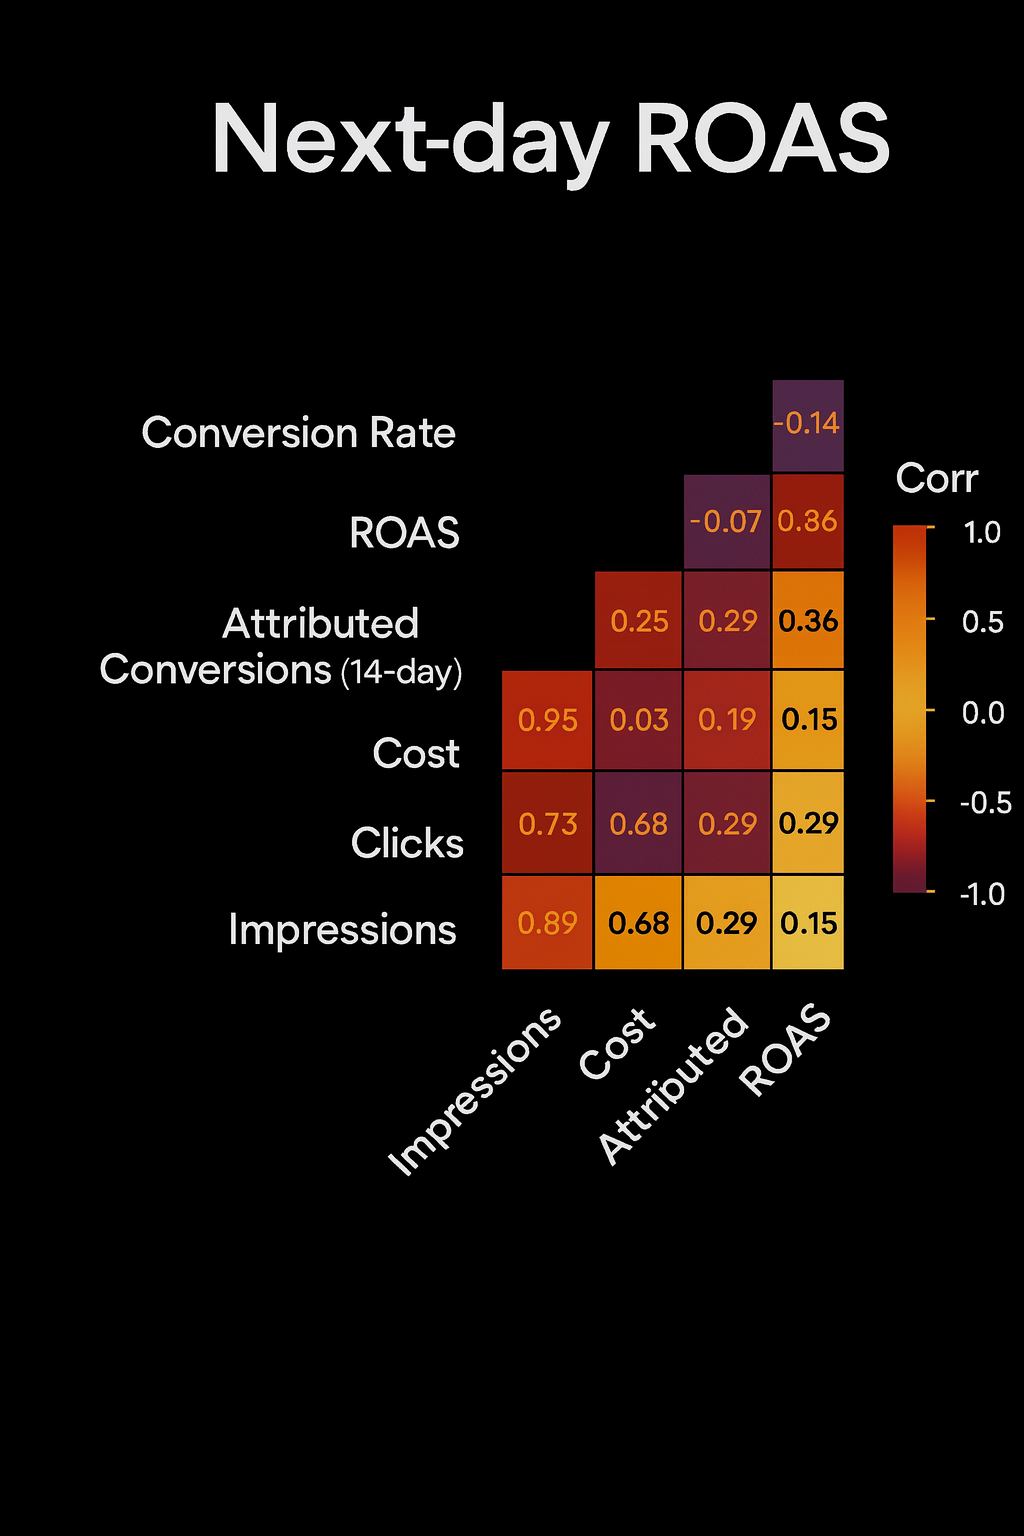 Next-day ROAS
Conversion Rate -0.14
Corr
ROAS -0.07 0.36
1.0
Attributed
Conversions (14-day) 0.25 0.29 0.36
0.5
Cost 0.95 0.03 0.19 0.15
0.0
Clicks 0.73 0.68 0.29 0.29
-0.5
Impressions 0.89 0.68 0.29 0.15
-1.0
Impressions Cost Attributed ROAS